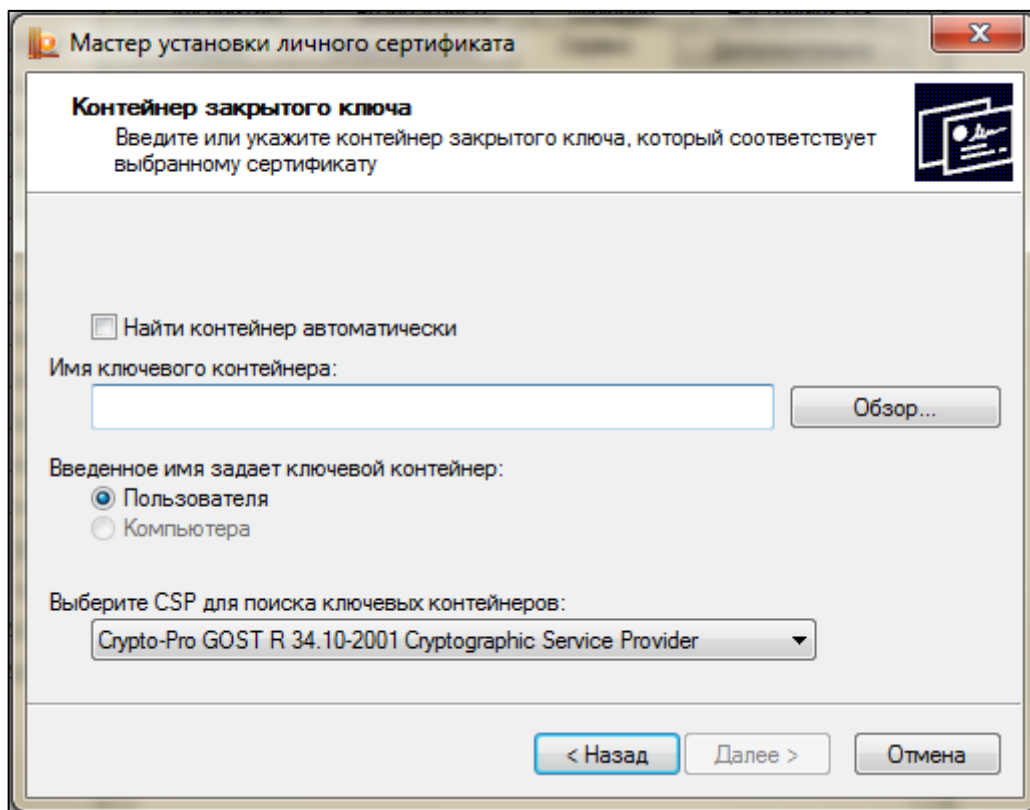 Мастер установки личного сертификата
Контейнер закрытого ключа
Введите или укажите контейнер закрытого ключа, который соответствует
выбранному сертификату
Найти контейнер автоматически
Имя ключевого контейнера:
Обзор...
Введенное имя задает ключевой контейнер:
Пользователя
Компьютера
Выберите CSP для поиска ключевых контейнеров:
Crypto-Pro GOST R 34.10-2001 Cryptographic Service Provider
< Назад
Далее >
Отмена